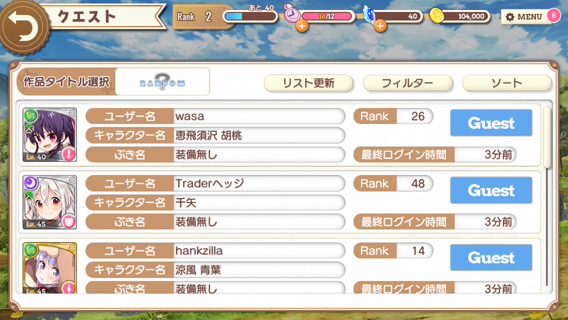 クエスト
Rank 2
あと 40
16/12
40
104,000
MENU 6
作品タイトル選択
RANDOM
?
リスト更新
フィルター
ソート
ユーザー名 wasa
Rank 26
Guest
キャラクター名 恵飛須沢 胡桃
ぶき名 装備無し
最終ログイン時間 3分前
Lv. 40
ユーザー名 Traderヘッジ
Rank 48
Guest
キャラクター名 千矢
ぶき名 装備無し
最終ログイン時間 3分前
Lv. 45
ユーザー名 hankzilla
Rank 14
Guest
キャラクター名 涼風 青葉
ぶき名 装備無し
最終ログイン時間 3分前
Lv. 45